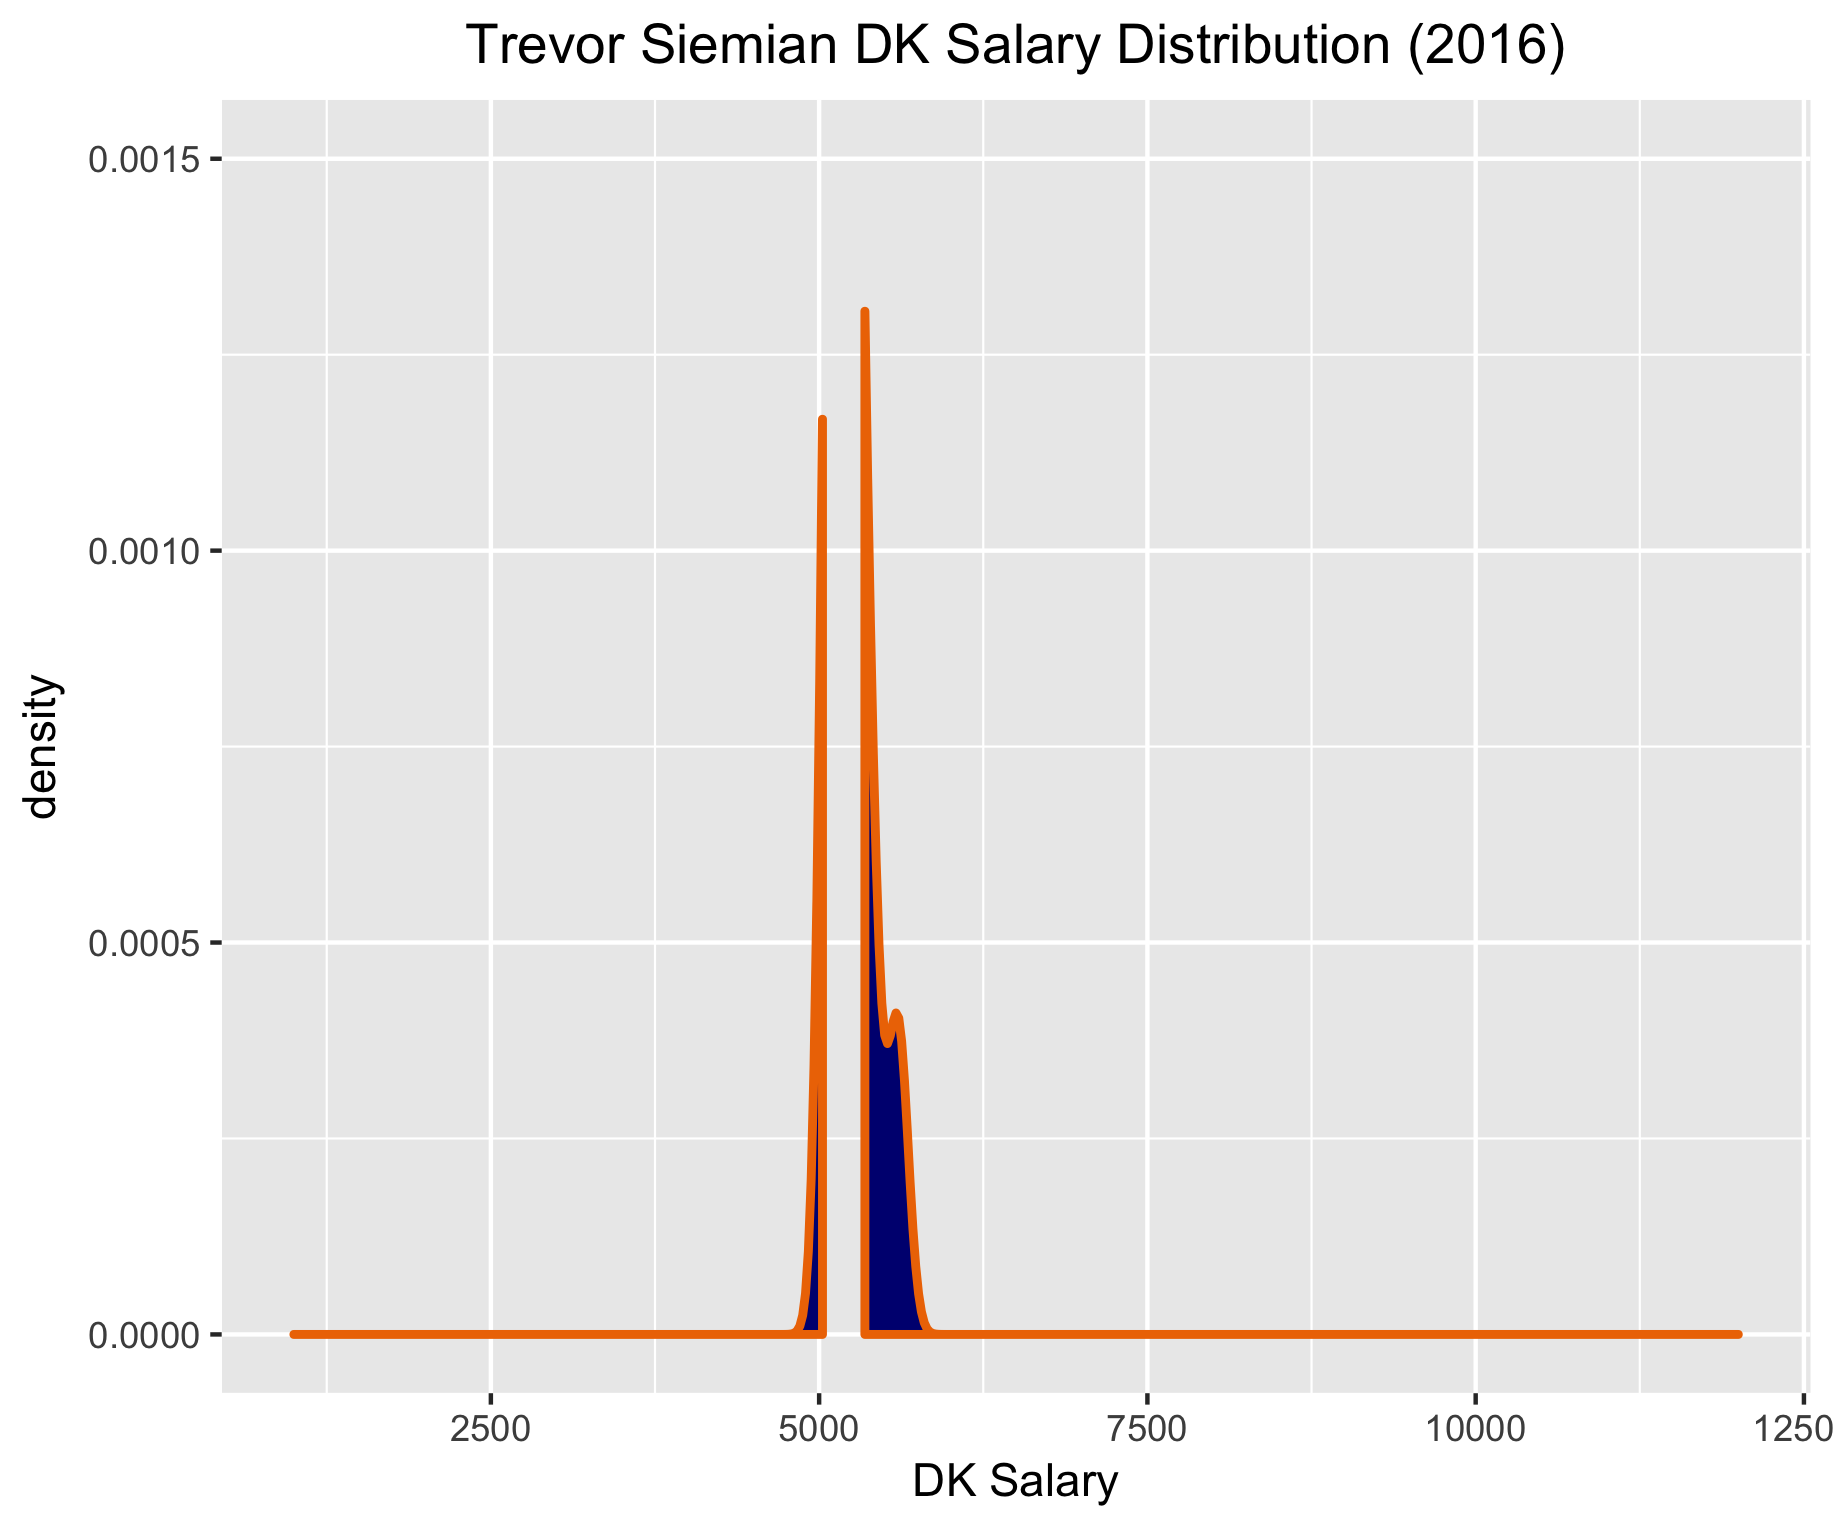 Trevor Siemian DK Salary Distribution (2016)
0.0015
0.0010
0.0005
0.0000
density
2500 5000 7500 10000 1250
DK Salary